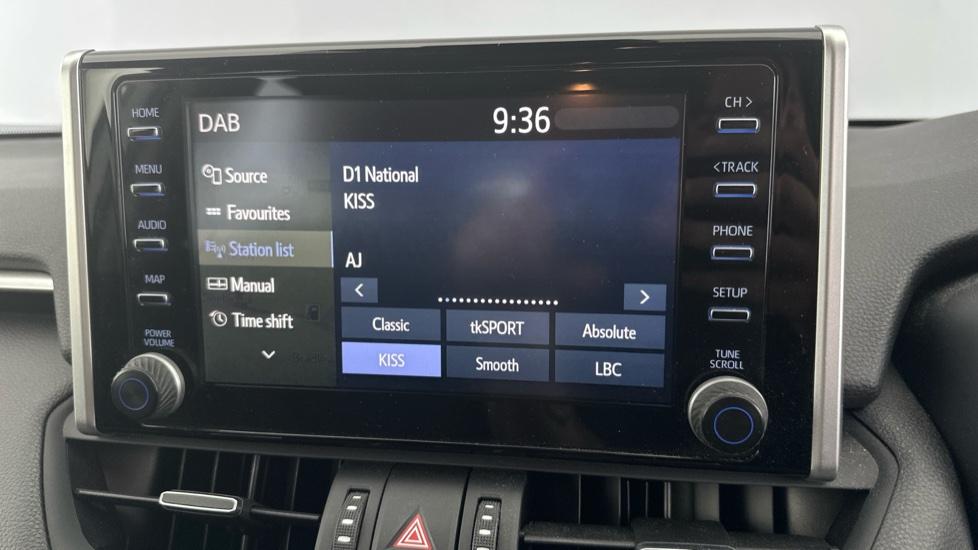 HOME
MENU
AUDIO
MAP
POWER
VOLUME
DAB
9:36
Source
Favourites
Station list
Manual
Time shift
D1 National
KISS
AJ
< >
Classic tkSPORT Absolute
KISS Smooth LBC
CH >
< TRACK
PHONE
SETUP
TUNE
SCROLL